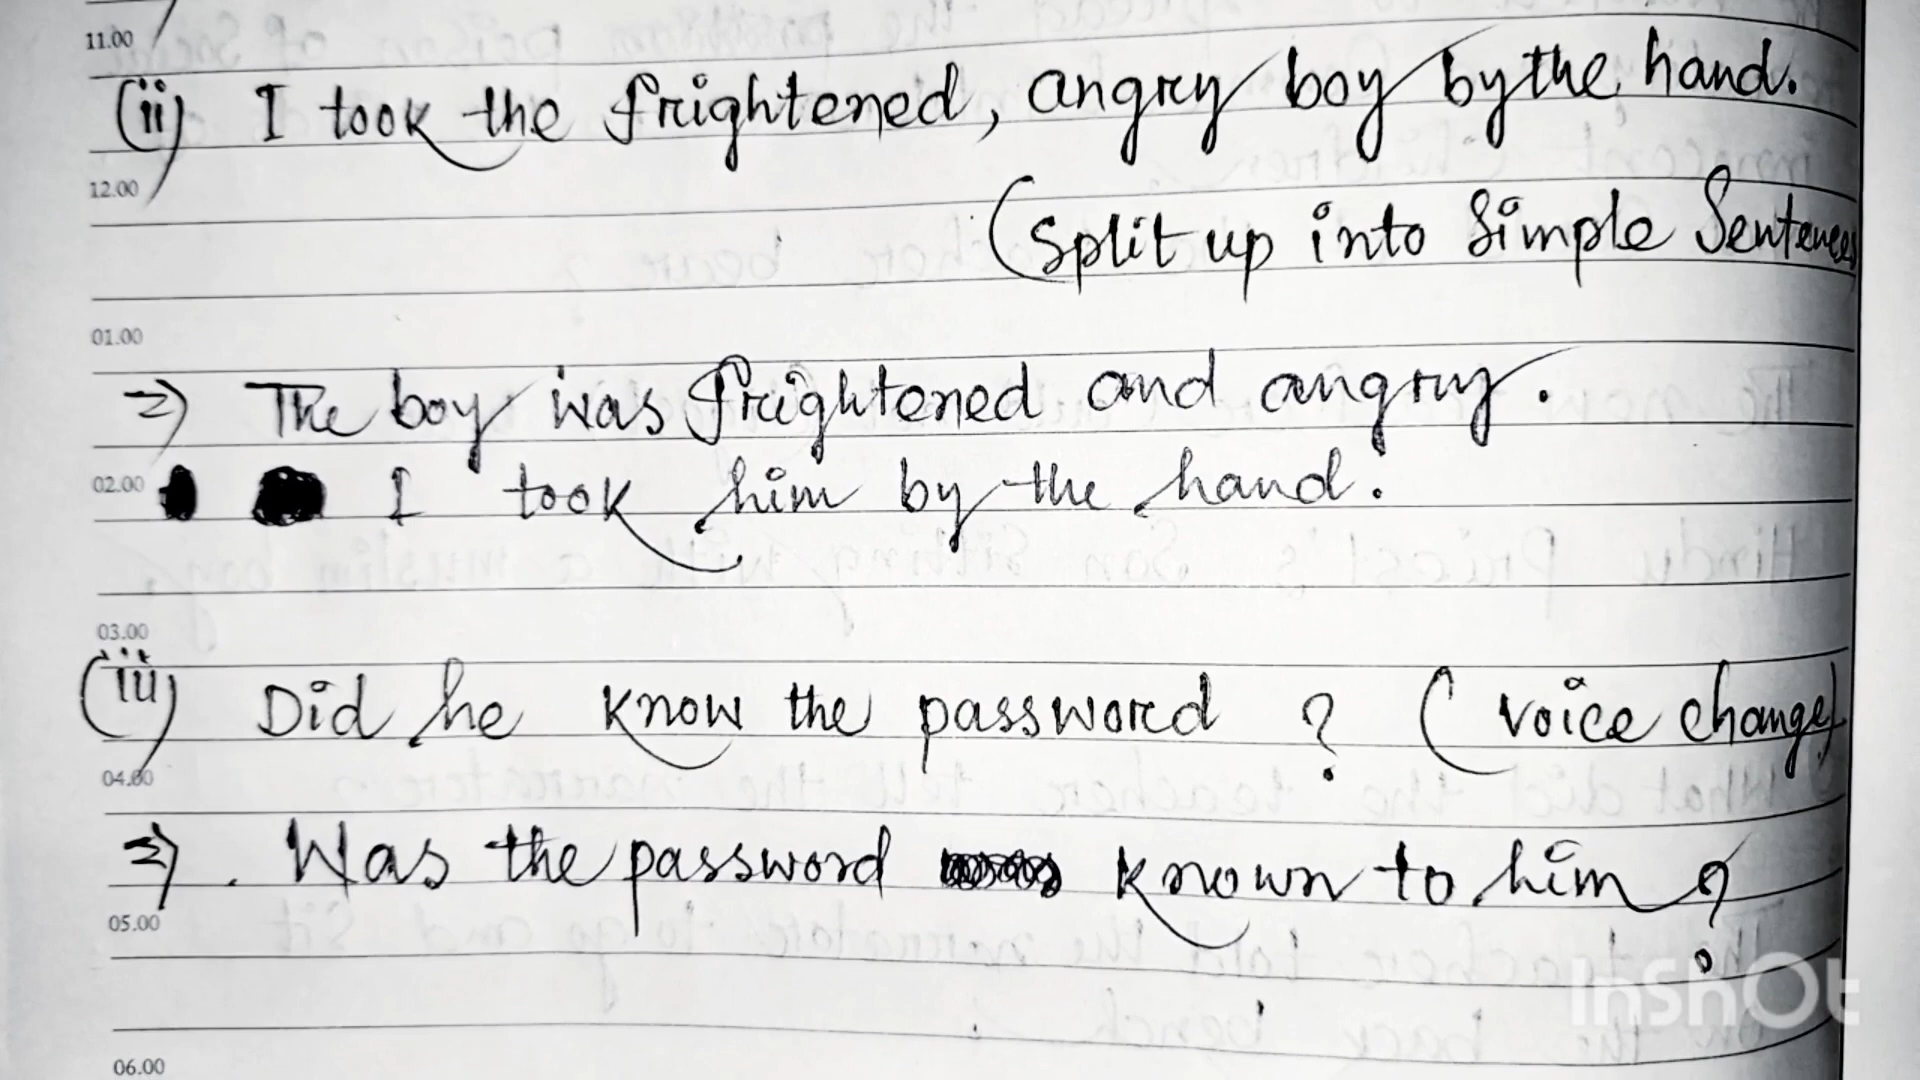 11.00
(ii) I took the frightened, angry boy by the hand.
12.00
(Split up into Simple Sentences)
01.00
=> The boy was frightened and angry.
02.00 I took him by the hand.
03.00
(iii) Did he know the password ? (voice change)
04.00
=> . Was the password known to him ?
05.00
InShOt
06.00